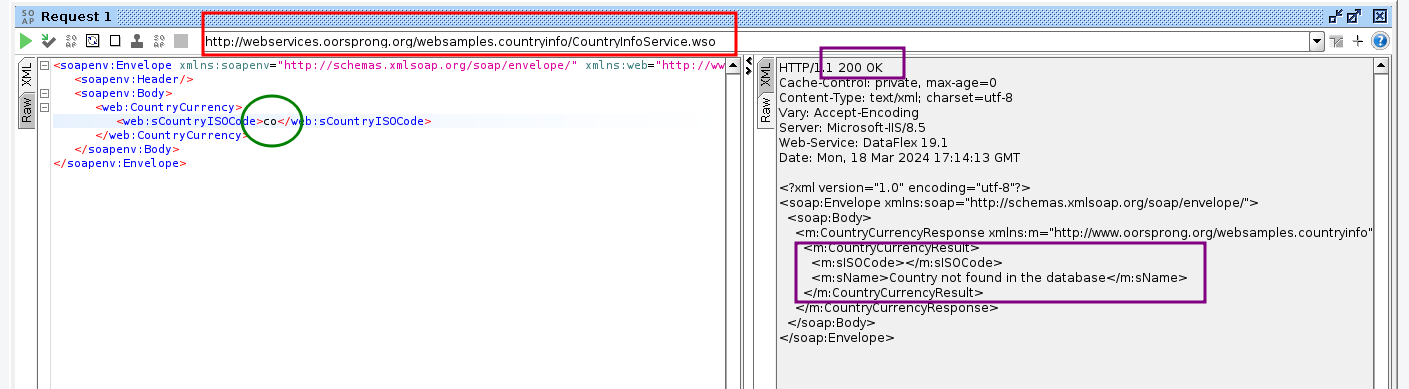 SO AP Request 1
SO AP SO AP http://webservices.oorsprong.org/websamples.countryinfo/CountryInfoService.wso
XML
Raw
<soapenv:Envelope xmlns:soapenv="http://schemas.xmlsoap.org/soap/envelope/" xmlns:web="http://ww
<soapenv:Header/>
<soapenv:Body>
<web:CountryCurrency>
<web:sCountryISOCode>co</web:sCountryISOCode>
</web:CountryCurrency>
</soapenv:Body>
</soapenv:Envelope>
XML
Raw
HTTP/1.1 200 OK
Cache-Control: private, max-age=0
Content-Type: text/xml; charset=utf-8
Vary: Accept-Encoding
Server: Microsoft-IIS/8.5
Web-Service: DataFlex 19.1
Date: Mon, 18 Mar 2024 17:14:13 GMT
<?xml version="1.0" encoding="utf-8"?>
<soap:Envelope xmlns:soap="http://schemas.xmlsoap.org/soap/envelope/">
<soap:Body>
<m:CountryCurrencyResponse xmlns:m="http://www.oorsprong.org/websamples.countryinfo"
<m:CountryCurrencyResult>
<m:sISOCode></m:sISOCode>
<m:sName>Country not found in the database</m:sName>
</m:CountryCurrencyResult>
</m:CountryCurrencyResponse>
</soap:Body>
</soap:Envelope>